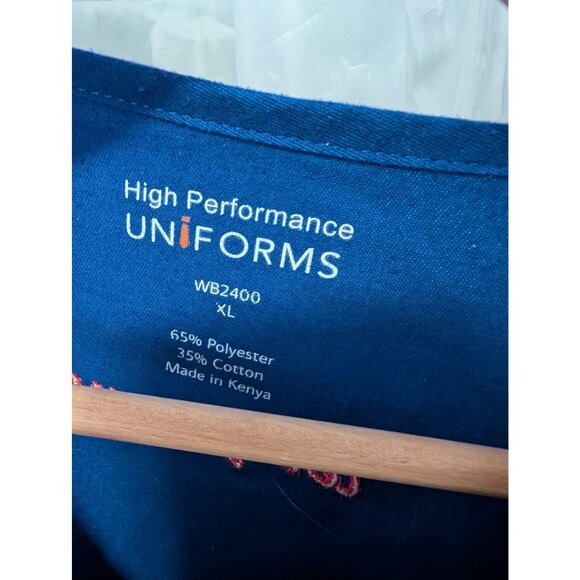 High Performance
UNiFORMS
WB2400
XL
65% Polyester
35% Cotton
Made in Kenya